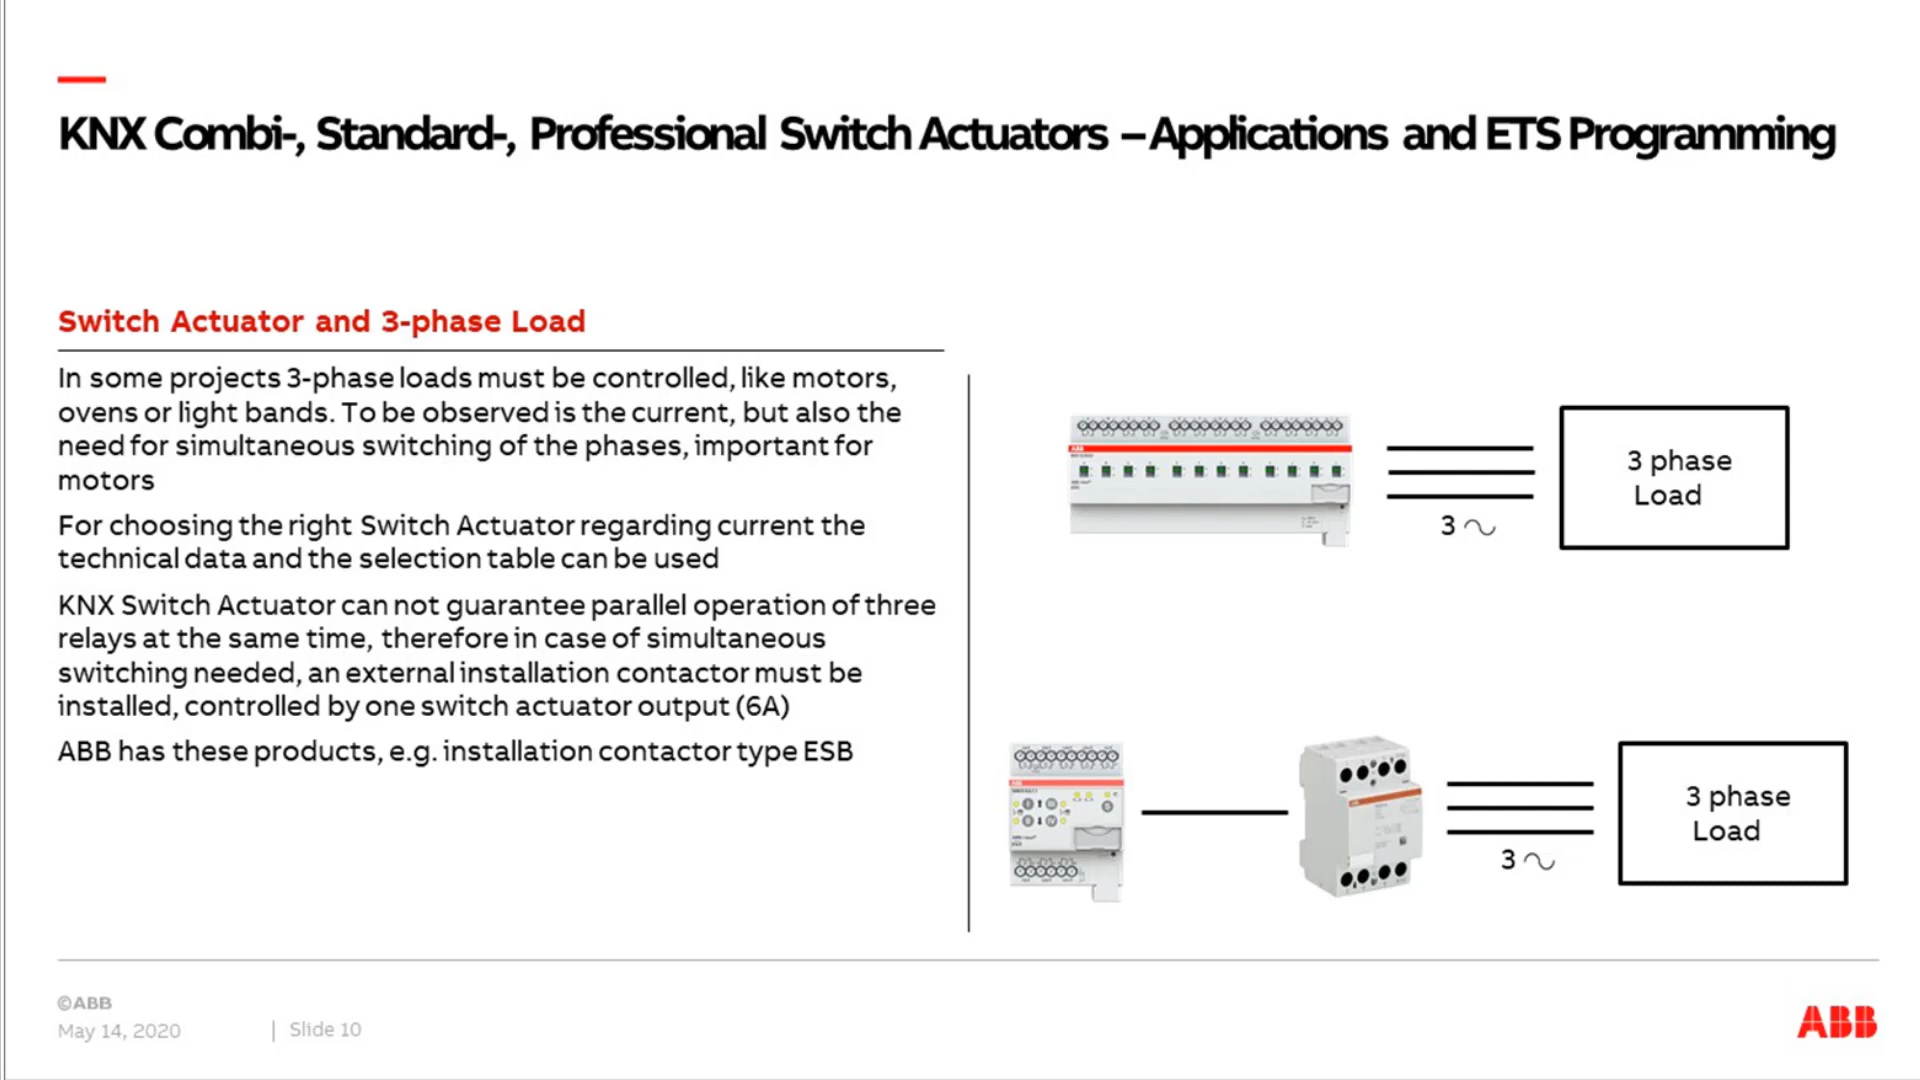 KNX Combi-, Standard-, Professional Switch Actuators – Applications and ETS Programming
Switch Actuator and 3-phase Load
In some projects 3-phase loads must be controlled, like motors,
ovens or light bands. To be observed is the current, but also the
need for simultaneous switching of the phases, important for
motors
For choosing the right Switch Actuator regarding current the
technical data and the selection table can be used
KNX Switch Actuator can not guarantee parallel operation of three
relays at the same time, therefore in case of simultaneous
switching needed, an external installation contactor must be
installed, controlled by one switch actuator output (6A)
ABB has these products, e.g. installation contactor type ESB
ABB
3 phase
Load
3
ABB
ABB
3 phase
Load
3
©ABB
May 14, 2020
| Slide 10
ABB